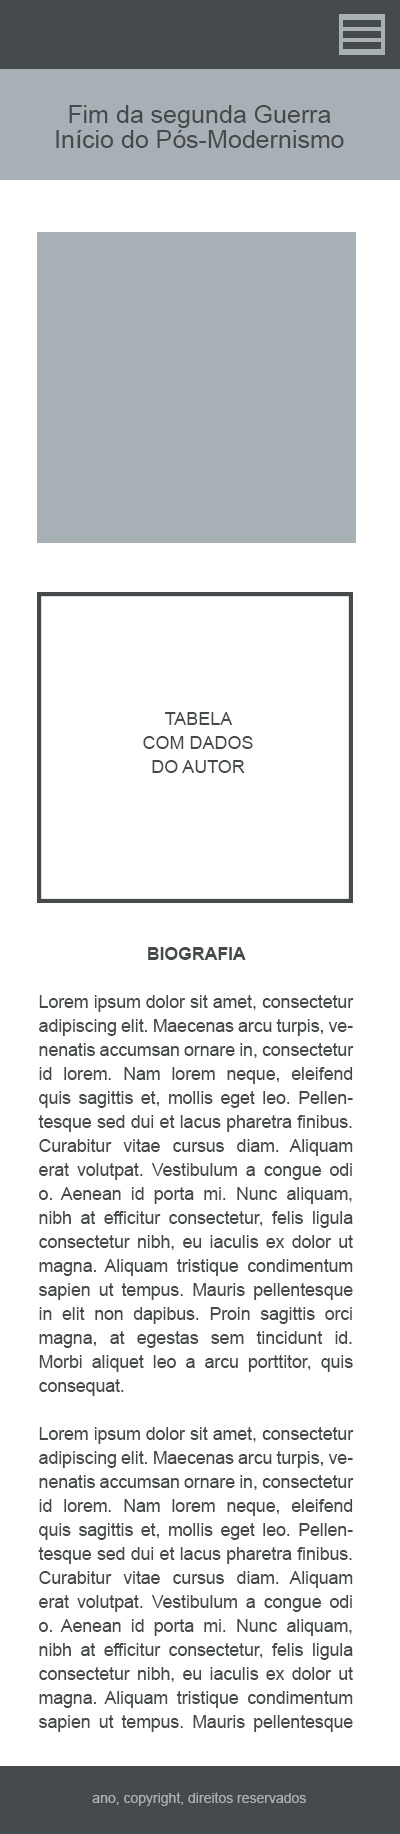 Fim da segunda Guerra
Início do Pós-Modernismo
TABELA
COM DADOS
DO AUTOR
BIOGRAFIA
Lorem ipsum dolor sit amet, consectetur
adipiscing elit. Maecenas arcu turpis, ve-
nenatis accumsan ornare in, consectetur
id lorem. Nam lorem neque, eleifend
quis sagittis et, mollis eget leo. Pellen-
tesque sed dui et lacus pharetra finibus.
Curabitur vitae cursus diam. Aliquam
erat volutpat. Vestibulum a congue odi
o. Aenean id porta mi. Nunc aliquam,
nibh at efficitur consectetur, felis ligula
consectetur nibh, eu iaculis ex dolor ut
magna. Aliquam tristique condimentum
sapien ut tempus. Mauris pellentesque
in elit non dapibus. Proin sagittis orci
magna, at egestas sem tincidunt id.
Morbi aliquet leo a arcu porttitor, quis
consequat.
Lorem ipsum dolor sit amet, consectetur
adipiscing elit. Maecenas arcu turpis, ve-
nenatis accumsan ornare in, consectetur
id lorem. Nam lorem neque, eleifend
quis sagittis et, mollis eget leo. Pellen-
tesque sed dui et lacus pharetra finibus.
Curabitur vitae cursus diam. Aliquam
erat volutpat. Vestibulum a congue odi
o. Aenean id porta mi. Nunc aliquam,
nibh at efficitur consectetur, felis ligula
consectetur nibh, eu iaculis ex dolor ut
magna. Aliquam tristique condimentum
sapien ut tempus. Mauris pellentesque
ano, copyright, direitos reservados